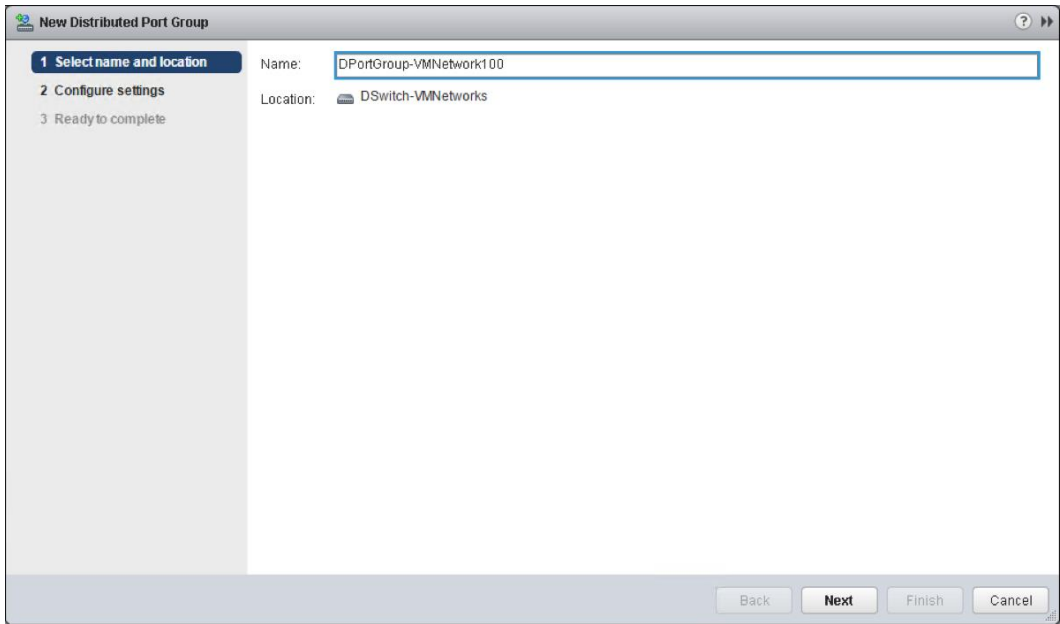 New Distributed Port Group
?
1 Select name and location
2 Configure settings
3 Ready to complete
Name: DPortGroup-VMNetwork100
Location: DSwitch-VMNetworks
Back Next Finish Cancel